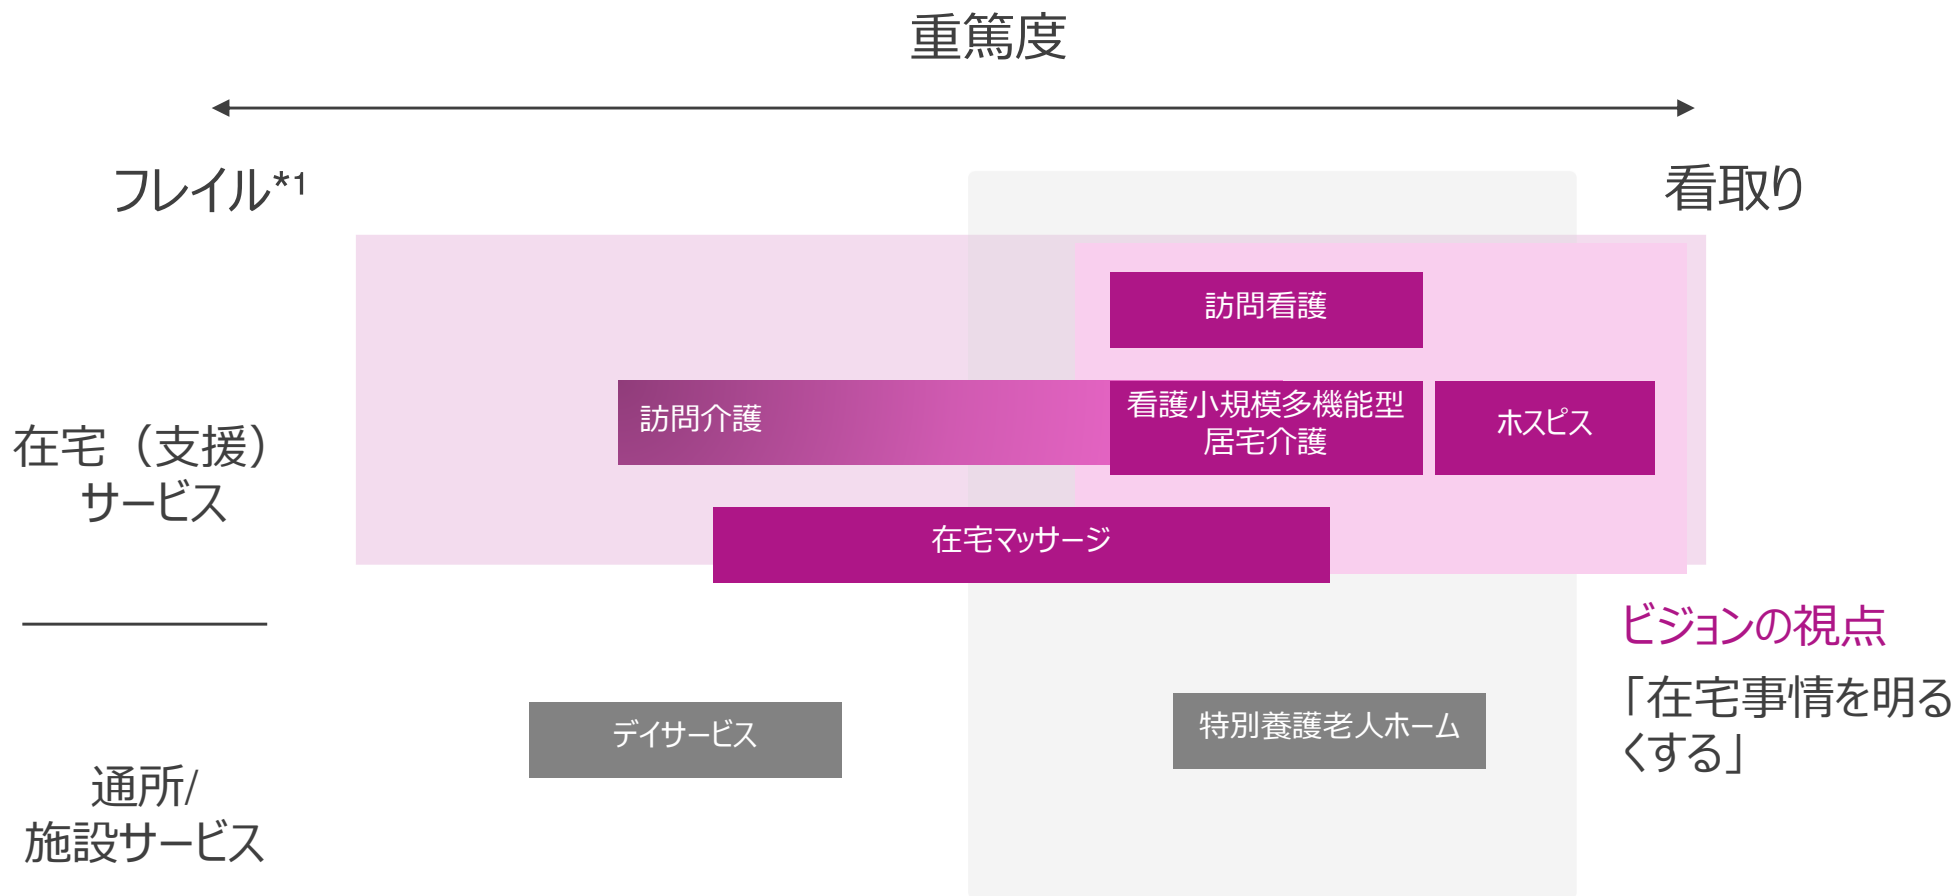 重篤度
フレイル*1
看取り
訪問看護
訪問介護
看護小規模多機能型
居宅介護
ホスピス
在宅（支援）
サービス
在宅マッサージ
ビジョンの視点
「在宅事情を明る
くする」
デイサービス
特別養護老人ホーム
通所/
施設サービス